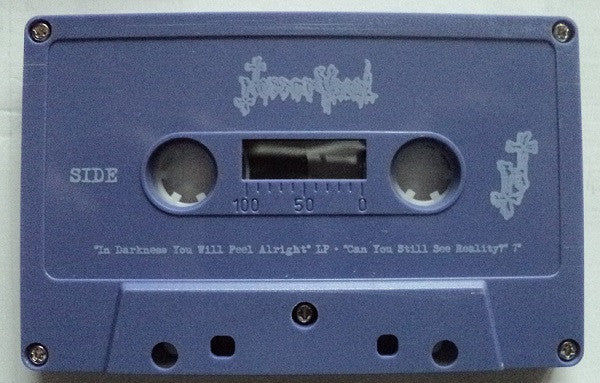 SIDE
100 50 0
"In Darkness You Will Feel Alright" LP · "Can You Still See Reality?" 7"